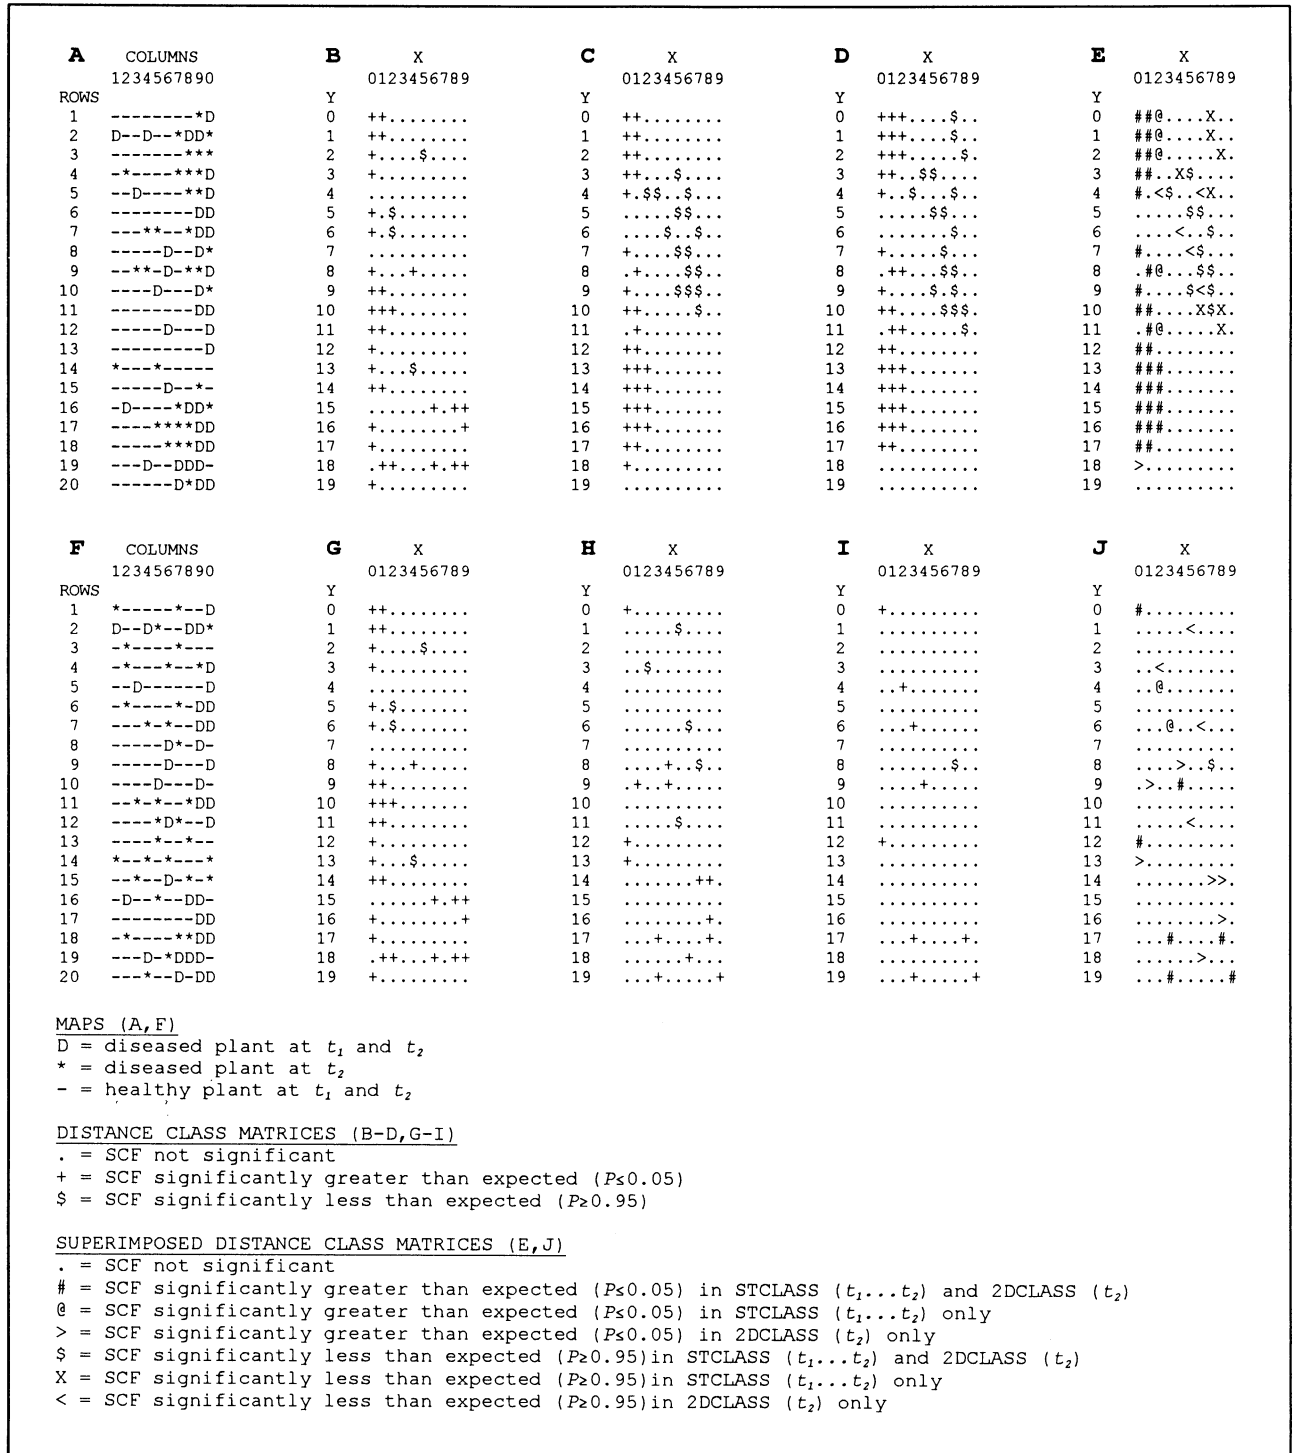 A COLUMNS B X C X D X E X
1234567890 0123456789 0123456789 0123456789 0123456789
ROWS Y Y Y Y
1 --------*D 0 ++........ 0 ++........ 0 +++....$.. 0 ##@....X..
2 D--D--*DD* 1 ++........ 1 ++........ 1 +++....$.. 1 ##@....X..
3 -------*** 2 +....$.... 2 ++........ 2 +++.....$. 2 ##@.....X.
4 -*----***D 3 +......... 3 ++...$.... 3 ++..$$.... 3 ##..X$....
5 --D----**D 4 .......... 4 +.$$..$... 4 +..$...$.. 4 #.<$..<X..
6 --------DD 5 +.$....... 5 .....$$... 5 .....$$... 5 .....$$...
7 ---**--*DD 6 +.$....... 6 ....$..$.. 6 .......$.. 6 ....<..$..
8 -----D--D* 7 .......... 7 +....$$... 7 +.....$... 7 #....<$...
9 --**-D-**D 8 +...+..... 8 .+....$$.. 8 .++...$$.. 8 .#@...$$..
10 ----D---D* 9 ++........ 9 +....$$$.. 9 +....$.$.. 9 #....$<$..
11 --------DD 10 +++....... 10 ++.....$.. 10 ++....$$$. 10 ##....X$X.
12 -----D---D 11 ++........ 11 .+........ 11 .++.....$. 11 .#@.....X.
13 ---------D 12 +......... 12 ++........ 12 ++........ 12 ##........
14 *---*----- 13 +...$..... 13 +++....... 13 +++....... 13 ###.......
15 -----D--*- 14 ++........ 14 +++....... 14 +++....... 14 ###.......
16 -D----*DD* 15 ......+.++ 15 +++....... 15 +++....... 15 ###.......
17 ----****DD 16 +........+ 16 +++....... 16 +++....... 16 ###.......
18 -----***DD 17 +......... 17 ++........ 17 ++........ 17 ##........
19 ---D--DDD- 18 .++...+.++ 18 +......... 18 .......... 18 >.........
20 ------D*DD 19 +......... 19 .......... 19 .......... 19 ..........
F COLUMNS G X H X I X J X
1234567890 0123456789 0123456789 0123456789 0123456789
ROWS Y Y Y Y
1 *-----*--D 0 ++........ 0 +......... 0 +......... 0 #.........
2 D--D*--DD* 1 ++........ 1 .....$.... 1 .......... 1 .....<....
3 -*----*--- 2 +....$.... 2 .......... 2 .......... 2 ..........
4 -*---*--*D 3 +......... 3 ..$....... 3 .......... 3 ..<.......
5 --D------D 4 .......... 4 .......... 4 ..+....... 4 ..@.......
6 -*----*-DD 5 +.$....... 5 .......... 5 .......... 5 ..........
7 ---*-*--DD 6 +.$....... 6 ......$... 6 ...+...... 6 ...@..<...
8 -----D*-D- 7 .......... 7 .......... 7 .......... 7 ..........
9 -----D---D 8 +...+..... 8 ....+..$.. 8 .......$.. 8 ....>..$..
10 ----D---D- 9 ++........ 9 .+..+..... 9 ....+..... 9 .>..#.....
11 --*-*--*DD 10 +++....... 10 .......... 10 .......... 10 ..........
12 ----*D*--D 11 ++........ 11 .....$.... 11 .......... 11 .....<....
13 ----*--*-- 12 +......... 12 +......... 12 +......... 12 #.........
14 *--*-*---* 13 +...$..... 13 +......... 13 .......... 13 >.........
15 --*--D-*-* 14 ++........ 14 .......++. 14 .......... 14 .......>>.
16 -D--*--DD- 15 ......+.++ 15 .......... 15 .......... 15 ..........
17 --------DD 16 +........+ 16 ........+. 16 .......... 16 ........>.
18 -*----**DD 17 +......... 17 ...+....+. 17 ...+....+. 17 ...#....#.
19 ---D-*DDD- 18 .++...+.++ 18 ......+... 18 .......... 18 ......>...
20 ---*--D-DD 19 +......... 19 ...+.....+ 19 ...+.....+ 19 ...#.....#
MAPS (A,F)
D = diseased plant at t₁ and t₂
* = diseased plant at t₂
- = healthy plant at t₁ and t₂
DISTANCE CLASS MATRICES (B-D,G-I)
. = SCF not significant
+ = SCF significantly greater than expected (P≤0.05)
$ = SCF significantly less than expected (P≥0.95)
SUPERIMPOSED DISTANCE CLASS MATRICES (E,J)
. = SCF not significant
# = SCF significantly greater than expected (P≤0.05) in STCLASS (t₁...t₂) and 2DCLASS (t₂)
@ = SCF significantly greater than expected (P≤0.05) in STCLASS (t₁...t₂) only
> = SCF significantly greater than expected (P≤0.05) in 2DCLASS (t₂) only
$ = SCF significantly less than expected (P≥0.95)in STCLASS (t₁...t₂) and 2DCLASS (t₂)
X = SCF significantly less than expected (P≥0.95)in STCLASS (t₁...t₂) only
< = SCF significantly less than expected (P≥0.95)in 2DCLASS (t₂) only